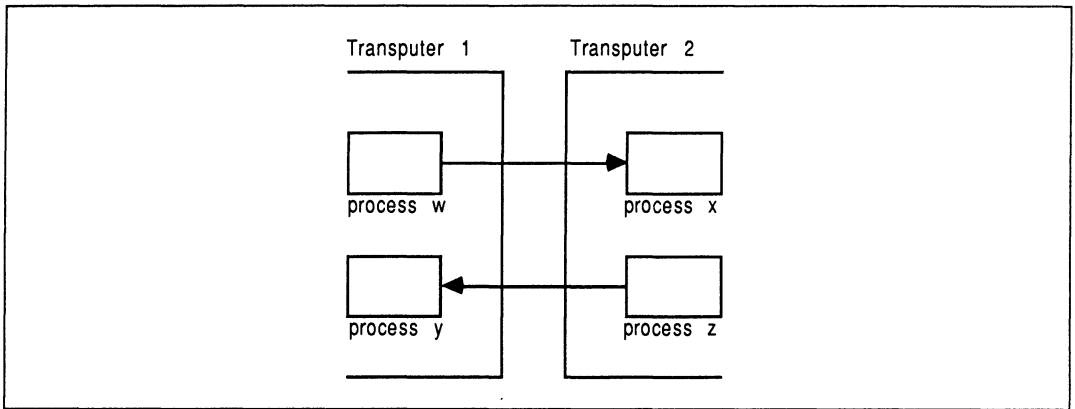 Transputer 1
Transputer 2
process w
process x
process y
process z